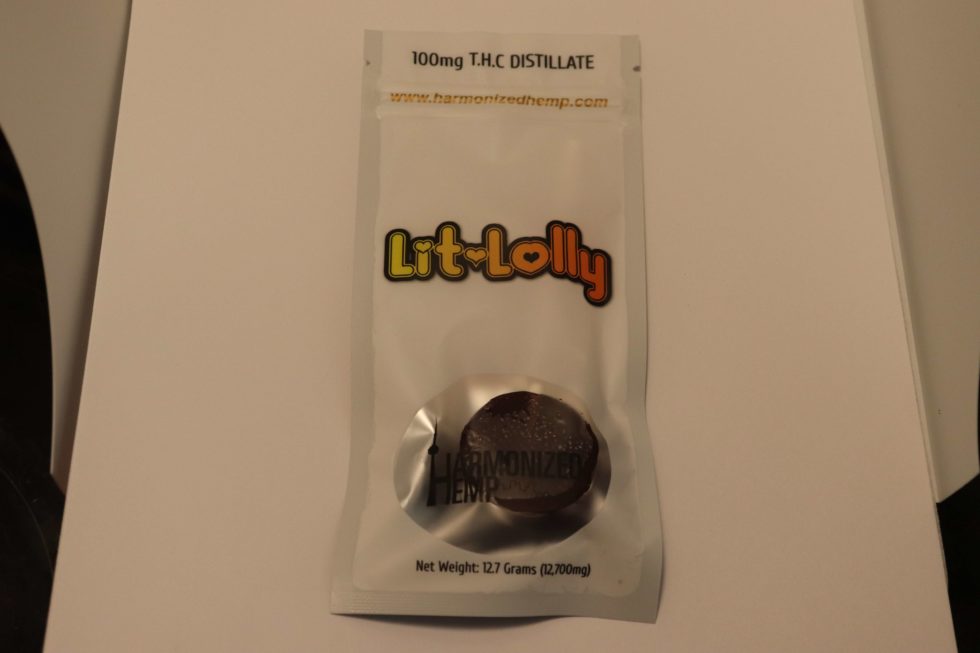 100mg T.H.C DISTILLATE
www.harmonizedhemp.com
Lit-Lolly
HARMONIZED
HEMP
Net Weight: 12.7 Grams (12,700mg)